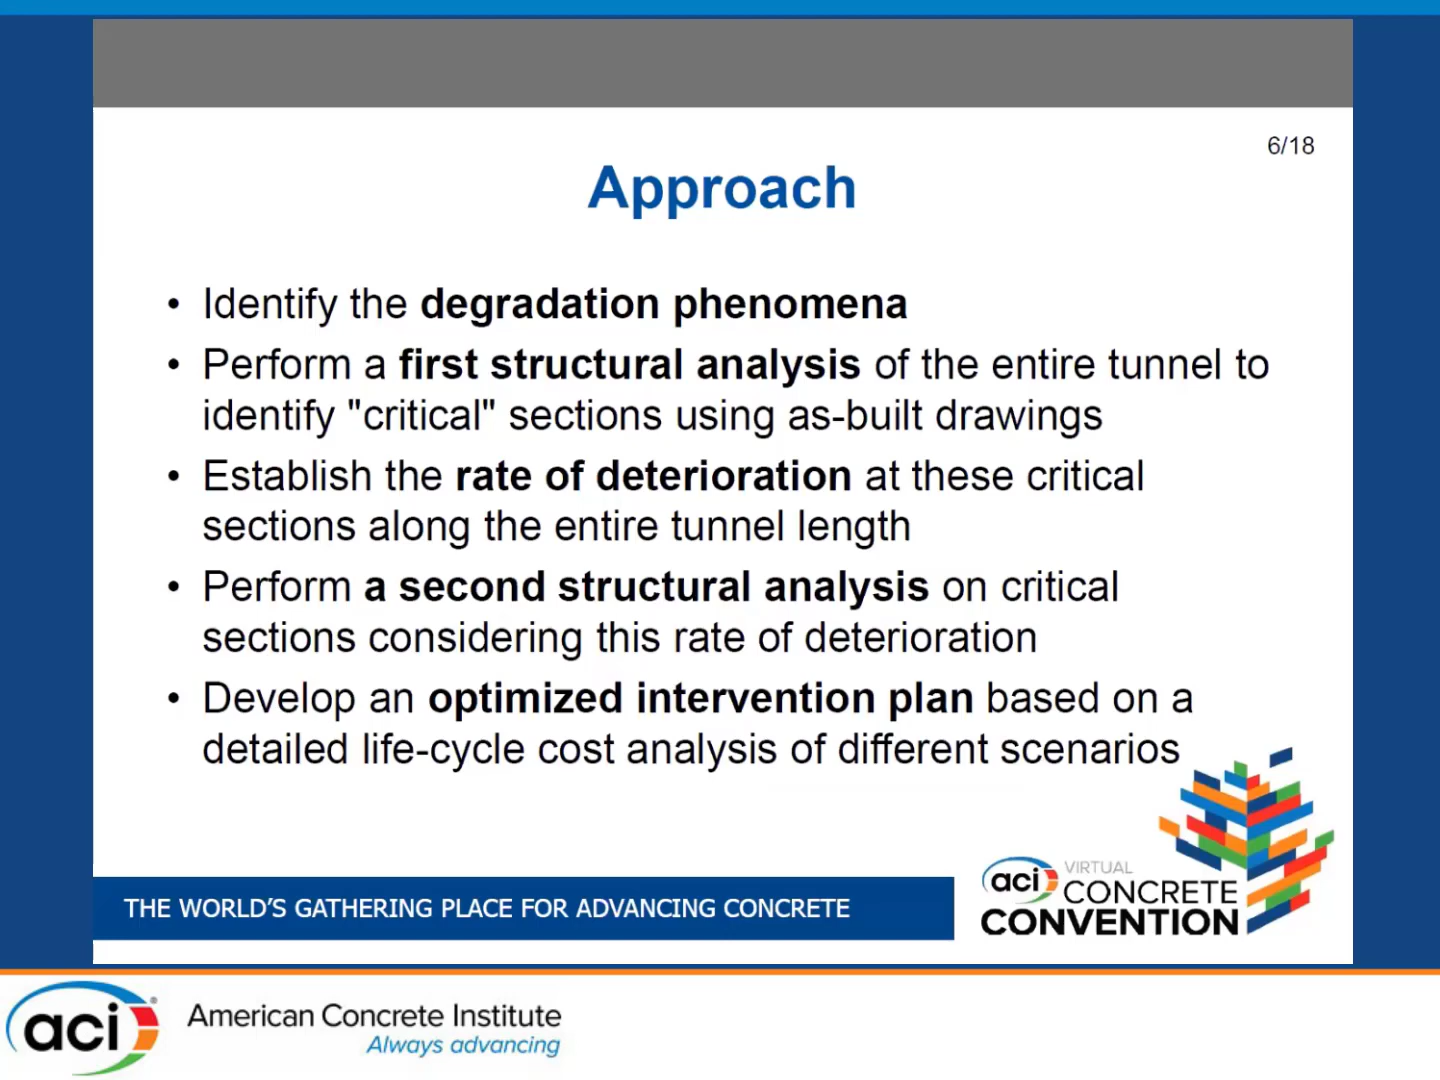 6/18
Approach
• Identify the degradation phenomena
• Perform a first structural analysis of the entire tunnel to
identify "critical" sections using as-built drawings
• Establish the rate of deterioration at these critical
sections along the entire tunnel length
• Perform a second structural analysis on critical
sections considering this rate of deterioration
• Develop an optimized intervention plan based on a
detailed life-cycle cost analysis of different scenarios
THE WORLD'S GATHERING PLACE FOR ADVANCING CONCRETE
aci VIRTUAL
CONCRETE
CONVENTION
aci
American Concrete Institute
Always advancing